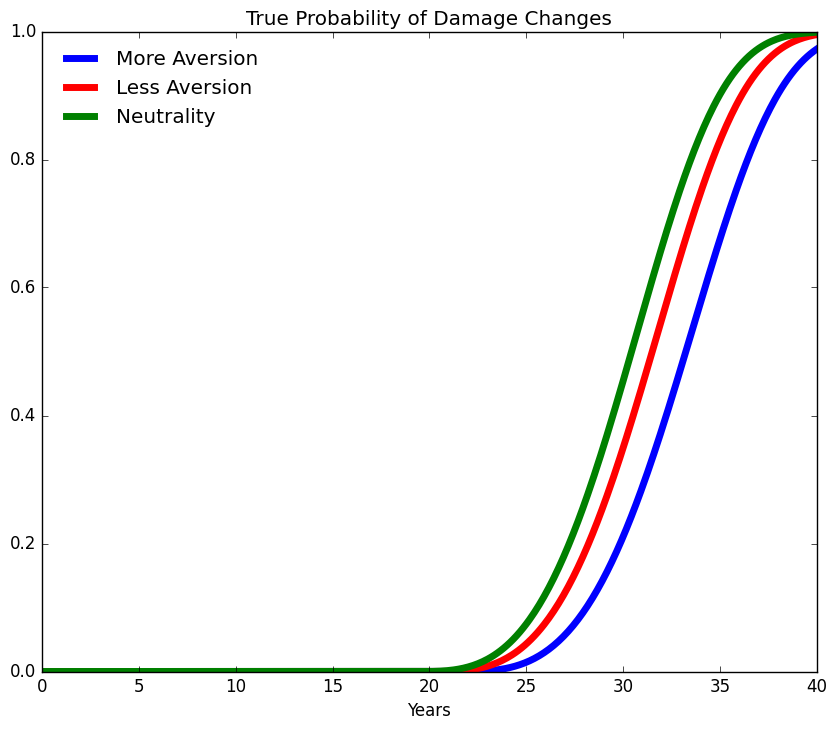 True Probability of Damage Changes
1.0
More Aversion
Less Aversion
Neutrality
0.8
0.6
0.4
0.2
0.0
0 5 10 15 20 25 30 35 40
Years